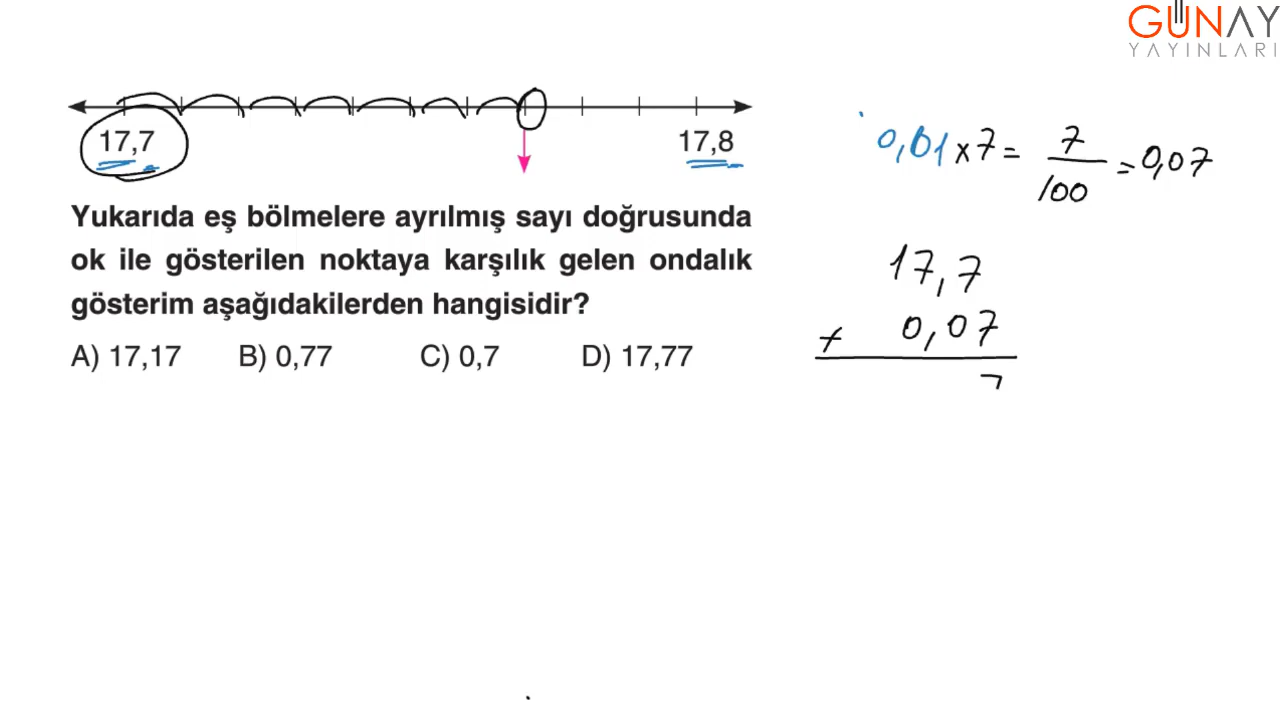 GÜNAY
YAYINLARI
17,7 17,8
0,01 x 7 = 7/100 = 0,07
Yukarıda eş bölmelere ayrılmış sayı doğrusunda
ok ile gösterilen noktaya karşılık gelen ondalık
gösterim aşağıdakilerden hangisidir?
A) 17,17 B) 0,77 C) 0,7 D) 17,77
17,7
+ 0,07
7